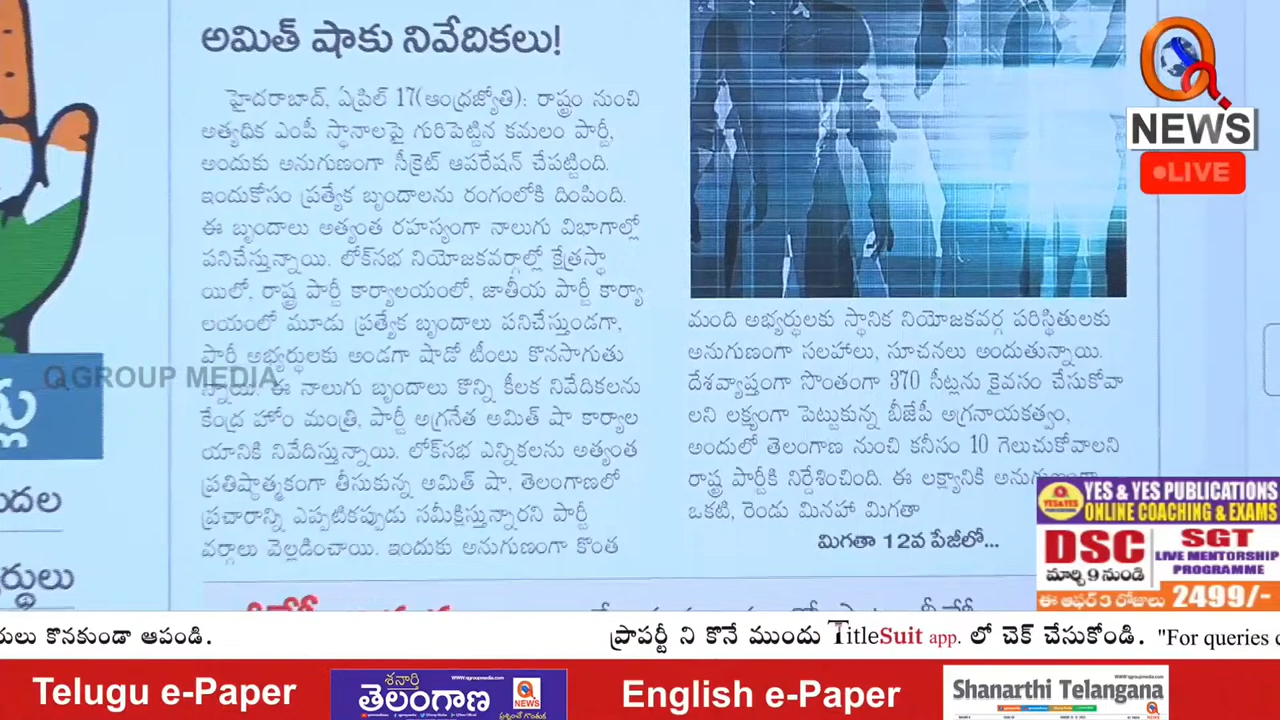 అమిత్ షాకు నివేదికలు!
హైదరాబాద్, ఏప్రిల్ 17(ఆంధ్రజ్యోతి): రాష్ట్రం నుంచి
అత్యధిక ఎంపీ స్థానాలపై గురిపెట్టిన కమలం పార్టీ,
అందుకు అనుగుణంగా సీక్రెట్ ఆపరేషన్ చేపట్టింది.
ఇందుకోసం ప్రత్యేక బృందాలను రంగంలోకి దింపింది.
ఈ బృందాలు అత్యంత రహస్యంగా నాలుగు విభాగాల్లో
పనిచేస్తున్నాయి. లోక్‌సభ నియోజకవర్గాల్లో క్షేత్రస్థా
యిలో, రాష్ట్ర పార్టీ కార్యాలయంలో, జాతీయ పార్టీ కార్యా
లయంలో మూడు ప్రత్యేక బృందాలు పనిచేస్తుండగా,
పార్టీ అభ్యర్థులకు అండగా షాడో టీంలు కొనసాగుతు
న్నాయి. ఈ నాలుగు బృందాలు కొన్ని కీలక నివేదికలను
కేంద్ర హోం మంత్రి, పార్టీ అగ్రనేత అమిత్ షా కార్యాల
యానికి నివేదిస్తున్నాయి. లోక్‌సభ ఎన్నికలను అత్యంత
ప్రతిష్ఠాత్మకంగా తీసుకున్న అమిత్ షా, తెలంగాణలో
ప్రచారాన్ని ఎప్పటికప్పుడు సమీక్షిస్తున్నారని పార్టీ
వర్గాలు వెల్లడించాయి. ఇందుకు అనుగుణంగా కొంత
మంది అభ్యర్థులకు స్థానిక నియోజకవర్గ పరిస్థితులకు
అనుగుణంగా సలహాలు, సూచనలు అందుతున్నాయి.
దేశవ్యాప్తంగా సొంతంగా 370 సీట్లను కైవసం చేసుకోవా
లని లక్ష్యంగా పెట్టుకున్న బీజేపీ అగ్రనాయకత్వం,
అందులో తెలంగాణ నుంచి కనీసం 10 గెలుచుకోవాలని
రాష్ట్ర పార్టీకి నిర్దేశించింది. ఈ లక్ష్యానికి అనుగుణంగా
ఒకటి, రెండు మినహా మిగతా
మిగతా 12వ పేజీలో...
QGROUP MEDIA
NEWS
LIVE
YES & YES PUBLICATIONS
ONLINE COACHING & EXAMS
DSC
మార్చి 9 నుండి
SGT
LIVE MENTORSHIP
PROGRAMME
ఈ ఆఫర్ 3 రోజులు 2499/-
కొనకుండా ఆపండి. ప్రాపర్టీ ని కొనే ముందు TitleSuit app. లో చెక్ చేసుకోండి. "For queries
Telugu e-Paper
శనార్తి
తెలంగాణ
NEWS
English e-Paper
Shanarthi Telangana